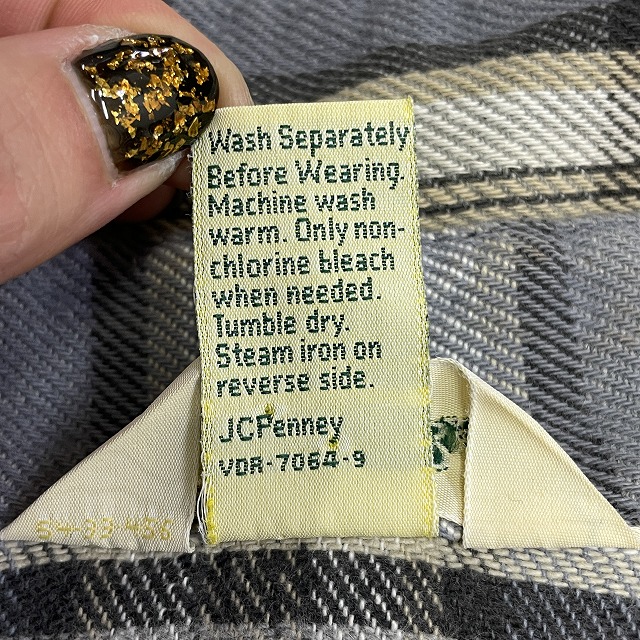 Wash Separately
Before Wearing.
Machine wash
warm. Only non-
chlorine bleach
when needed.
Tumble dry.
Steam iron on
reverse side.
JCPenney
VDR-7064-9